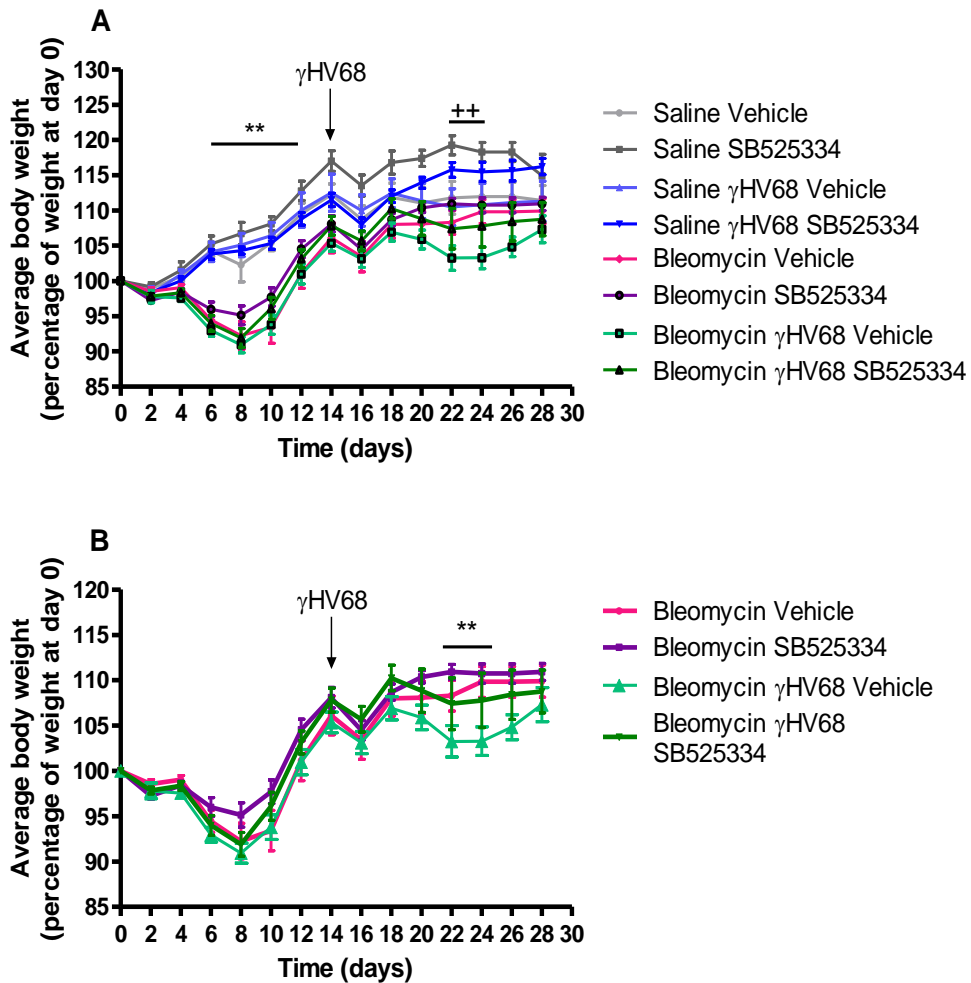 A
γHV68
**
++
Average body weight
(percentage of weight at day 0)
130
125
120
115
110
105
100
95
90
85
0 2 4 6 8 10 12 14 16 18 20 22 24 26 28 30
Time (days)
Saline Vehicle
Saline SB525334
Saline γHV68 Vehicle
Saline γHV68 SB525334
Bleomycin Vehicle
Bleomycin SB525334
Bleomycin γHV68 Vehicle
Bleomycin γHV68 SB525334
B
γHV68
**
Average body weight
(percentage of weight at day 0)
120
115
110
105
100
95
90
85
0 2 4 6 8 10 12 14 16 18 20 22 24 26 28 30
Time (days)
Bleomycin Vehicle
Bleomycin SB525334
Bleomycin γHV68 Vehicle
Bleomycin γHV68
SB525334